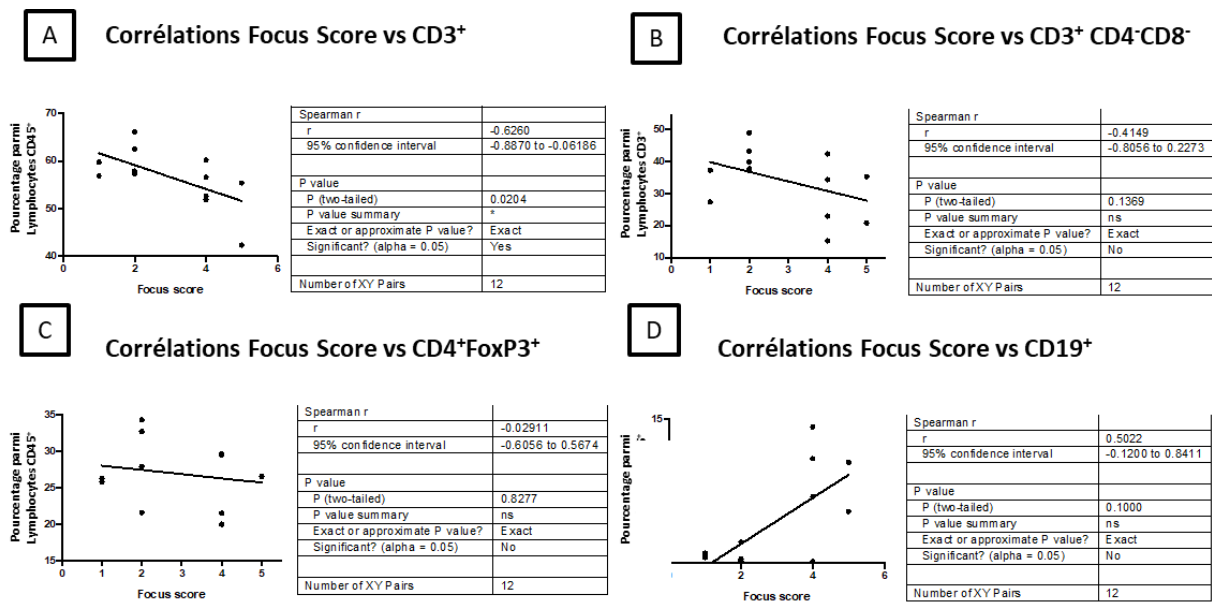 A
Corrélations Focus Score vs CD3+
Pourcentage parmi
Lymphocytes CD45+
70
60
50
40
0
2
4
6
Focus score
Spearman r
r -0.6260
95% confidence interval -0.8870 to -0.06186
P value
P (two-tailed) 0.0204
P value summary *
Exact or approximate P value? Exact
Significant? (alpha = 0.05) Yes
Number of XY Pairs 12
B
Corrélations Focus Score vs CD3+ CD4-CD8-
Pourcentage parmi
Lymphocytes CD3+
50
40
30
20
10
0
1
2
3
4
5
Focus score
Spearman r
r -0.4149
95% confidence interval -0.8056 to 0.2273
P value
P (two-tailed) 0.1369
P value summary ns
Exact or approximate P value? Exact
Significant? (alpha = 0.05) No
Number of XY Pairs 12
C
Corrélations Focus Score vs CD4+FoxP3+
Pourcentage parmi
Lymphocytes CD45+
35
30
25
20
15
0
1
2
3
4
5
Focus score
Spearman r
r -0.02911
95% confidence interval -0.6056 to 0.5674
P value
P (two-tailed) 0.8277
P value summary ns
Exact or approximate P value? Exact
Significant? (alpha = 0.05) No
Number of XY Pairs 12
D
Corrélations Focus Score vs CD19+
Pourcentage parmi
15
2
4
6
Focus score
Spearman r
r 0.5022
95% confidence interval -0.1200 to 0.8411
P value
P (two-tailed) 0.1000
P value summary ns
Exact or approximate P value? Exact
Significant? (alpha = 0.05) No
Number of XY Pairs 12